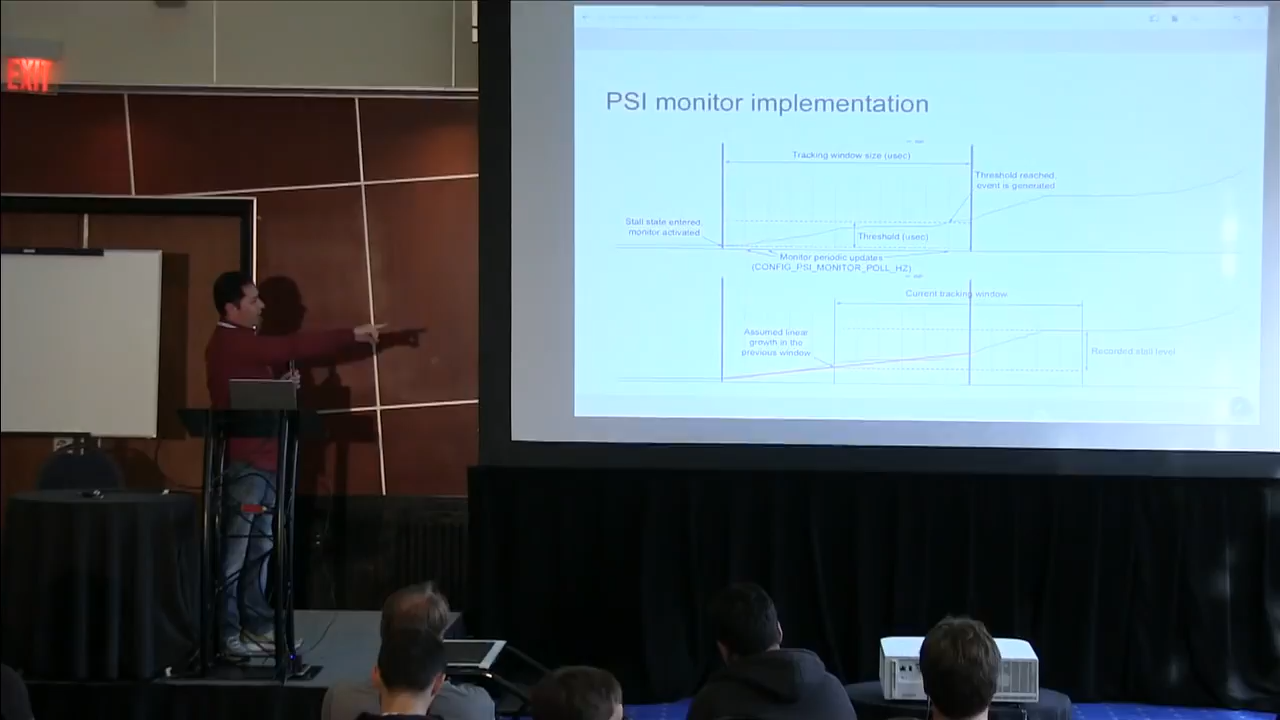 EXIT
PSI monitor implementation
Tracking window size (usec)
Threshold reached,
event is generated
Stall state entered,
monitor activated
Threshold (usec)
Monitor periodic updates
(CONFIG_PSI_MONITOR_POLL_HZ)
Current tracking window
Assumed linear
growth in the
previous window
Recorded stall level